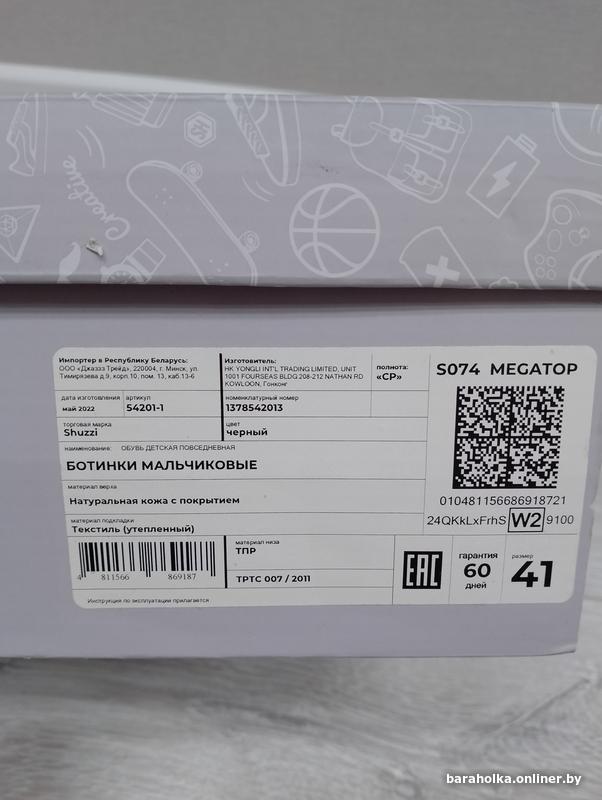 Creative
Импортер в Республику Беларусь:
ООО «Джаззз Трейд», 220004, г. Минск, ул.
Тимирязева д.9, корп.10, пом. 13, каб.13-6
Изготовитель:
HK YONGLI INT'L TRADING LIMITED, UNIT
1001 FOURSEAS BLDG 208-212 NATHAN RD
KOWLOON, Гонконг
полнота:
«СР»
S074 MEGATOP
дата изготовления
май 2022
артикул
54201-1
номенклатурный номер
1378542013
торговая марка
Shuzzi
цвет
черный
наименование: ОБУВЬ ДЕТСКАЯ ПОВСЕДНЕВНАЯ
БОТИНКИ МАЛЬЧИКОВЫЕ
материал верха
Натуральная кожа с покрытием
материал подкладки
Текстиль (утепленный)
010481156686918721
24QKkLxFrhS W2 9100
4 811566 869187
материал низа
ТПР
ТРТС 007 / 2011
EAC
гарантия
60
дней
размер
41
Инструкция по эксплуатации прилагается
baraholka.onliner.by